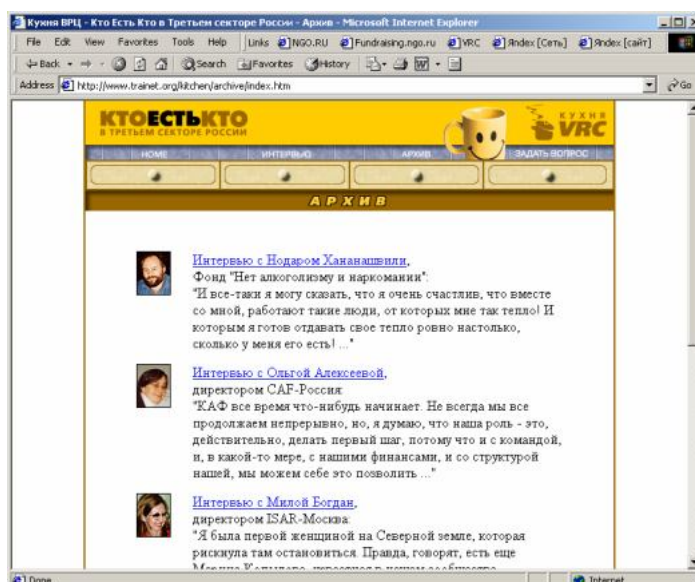 Кухня ВРЦ - Кто Есть Кто в Третьем секторе России - Архив - Microsoft Internet Explorer
File Edit View Favorites Tools Help Links NGO.RU Fundraising.ngo.ru VRC Яndex [Сеть] Яndex [сайт]
Back Search Favorites History
Address http://www.trainet.org/kitchen/archive/index.htm Go
КТОЕСТЬКТО
В ТРЕТЬЕМ СЕКТОРЕ РОССИИ
КУХНЯ
VRC
HOME ИНТЕРВЬЮ АРХИВ ЗАДАТЬ ВОПРОС
АРХИВ
Интервью с Нодаром Хананашвили,
Фонд "Нет алкоголизму и наркомании":
"И все-таки я могу сказать, что я очень счастлив, что вместе
со мной, работают такие люди, от которых мне так тепло! И
которым я готов отдавать свое тепло ровно настолько,
сколько у меня его есть! ..."
Интервью с Ольгой Алексеевой,
директором CAF-Россия:
"КАФ все время что-нибудь начинает. Не всегда мы все
продолжаем непрерывно, но, я думаю, что наша роль - это,
действительно, делать первый шаг, потому что и с командой,
и, в какой-то мере, с нашими финансами, и со структурой
нашей, мы можем себе это позволить ..."
Интервью с Милой Богдан,
директором ISAR-Москва:
"Я была первой женщиной на Северной земле, которая
рискнула там остановиться. Правда, говорят, есть еще
Done Internet